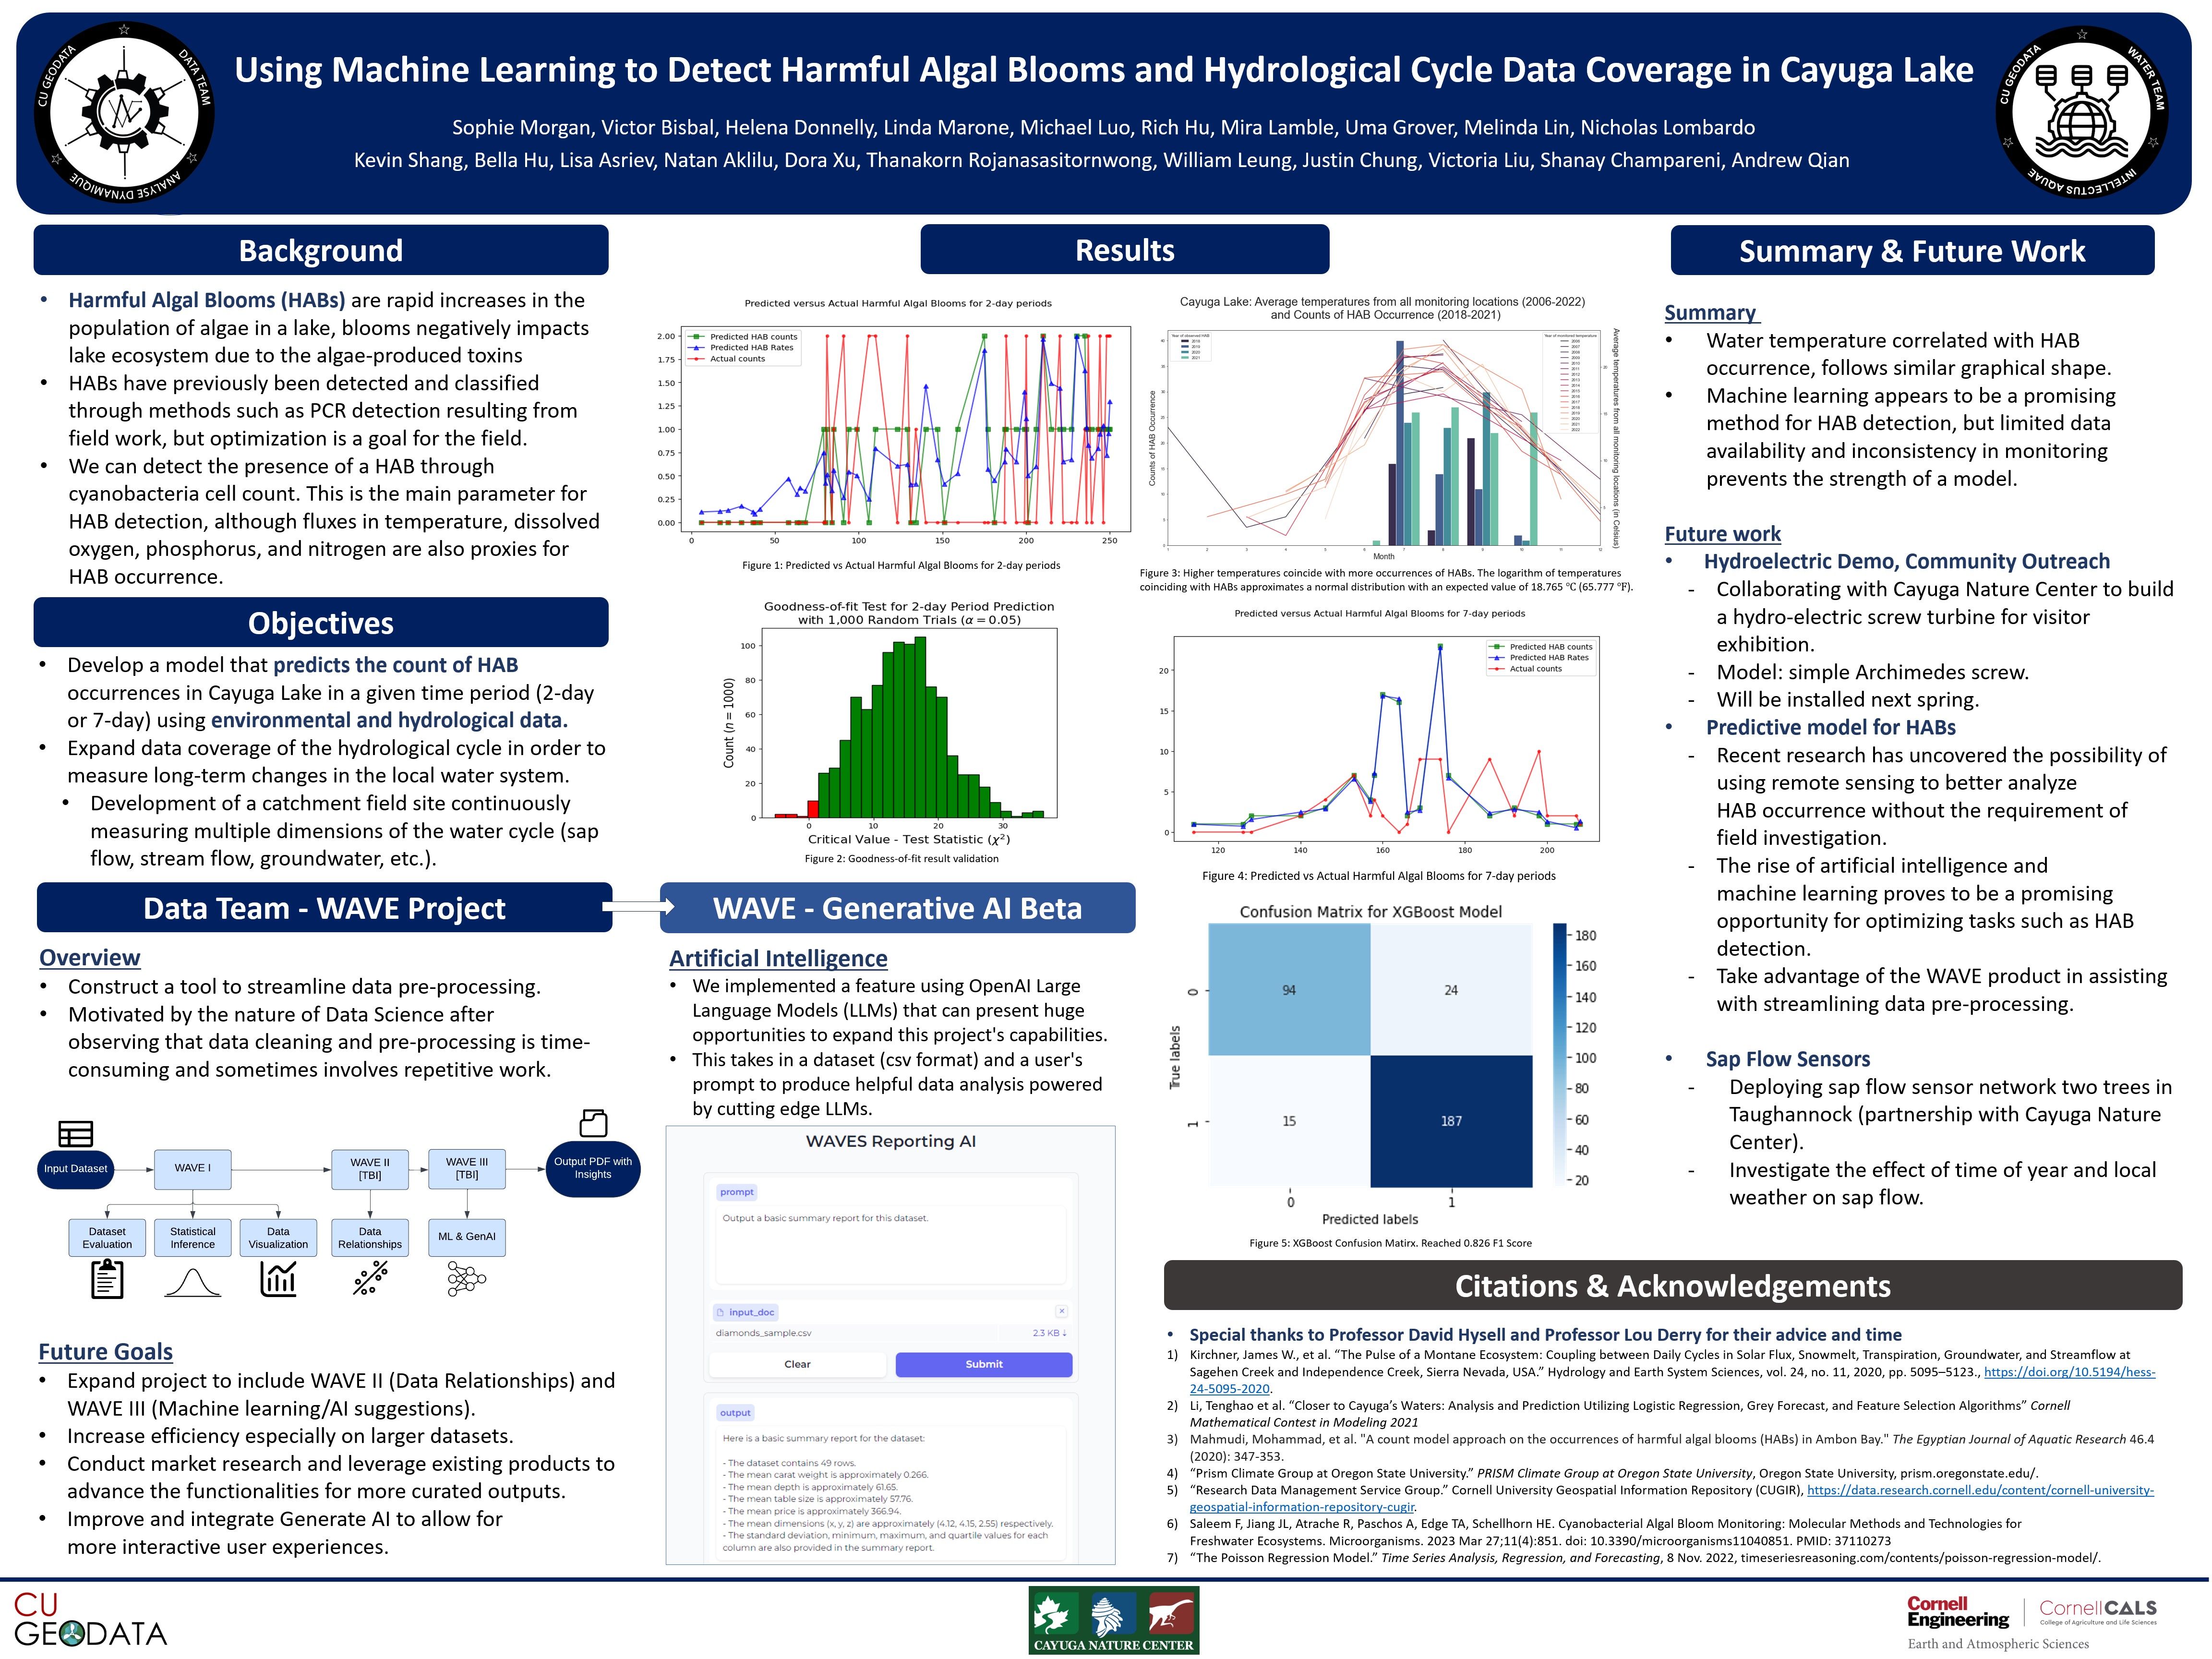 CU GEODATA
DATA TEAM
ANALYSE DYNAMIQUE
Using Machine Learning to Detect Harmful Algal Blooms and Hydrological Cycle Data Coverage in Cayuga Lake
Sophie Morgan, Victor Bisbal, Helena Donnelly, Linda Marone, Michael Luo, Rich Hu, Mira Lamble, Uma Grover, Melinda Lin, Nicholas Lombardo
Kevin Shang, Bella Hu, Lisa Asriev, Natan Aklilu, Dora Xu, Thanakorn Rojanasasitornwong, William Leung, Justin Chung, Victoria Liu, Shanay Champareni, Andrew Qian
CU GEODATA
WATER TEAM
INTELLECTUS AQUAE
Background
• Harmful Algal Blooms (HABs) are rapid increases in the
population of algae in a lake, blooms negatively impacts
lake ecosystem due to the algae-produced toxins
• HABs have previously been detected and classified
through methods such as PCR detection resulting from
field work, but optimization is a goal for the field.
• We can detect the presence of a HAB through
cyanobacteria cell count. This is the main parameter for
HAB detection, although fluxes in temperature, dissolved
oxygen, phosphorus, and nitrogen are also proxies for
HAB occurrence.
Objectives
• Develop a model that predicts the count of HAB
occurrences in Cayuga Lake in a given time period (2-day
or 7-day) using environmental and hydrological data.
• Expand data coverage of the hydrological cycle in order to
measure long-term changes in the local water system.
• Development of a catchment field site continuously
measuring multiple dimensions of the water cycle (sap
flow, stream flow, groundwater, etc.).
Data Team - WAVE Project
Overview
• Construct a tool to streamline data pre-processing.
• Motivated by the nature of Data Science after
observing that data cleaning and pre-processing is time-
consuming and sometimes involves repetitive work.
Input Dataset
WAVE I
WAVE II
[TBI]
WAVE III
[TBI]
Output PDF with
Insights
Dataset
Evaluation
Statistical
Inference
Data
Visualization
Data
Relationships
ML & GenAI
Future Goals
• Expand project to include WAVE II (Data Relationships) and
WAVE III (Machine learning/AI suggestions).
• Increase efficiency especially on larger datasets.
• Conduct market research and leverage existing products to
advance the functionalities for more curated outputs.
• Improve and integrate Generate AI to allow for
more interactive user experiences.
Results
Predicted versus Actual Harmful Algal Blooms for 2-day periods
Predicted HAB counts
Predicted HAB Rates
Actual counts
2.00
1.75
1.50
1.25
1.00
0.75
0.50
0.25
0.00
0 50 100 150 200 250
Figure 1: Predicted vs Actual Harmful Algal Blooms for 2-day periods
Goodness-of-fit Test for 2-day Period Prediction
with 1,000 Random Trials (α = 0.05)
Count (n = 1000)
100
80
60
40
20
0
0 10 20 30
Critical Value - Test Statistic (χ²)
Figure 2: Goodness-of-fit result validation
Cayuga Lake: Average temperatures from all monitoring locations (2006-2022)
and Counts of HAB Occurrence (2018-2021)
Year of observed HAB
2018
2019
2020
2021
Year of monitored temperature
2006
2007
2008
2009
2010
2011
2012
2013
2014
2015
2016
2017
2018
2019
2020
2021
2022
Counts of HAB Occurrence
Average temperatures from all monitoring locations (in Celsius)
40
35
30
25
20
15
10
5
0
20
15
10
5
1 2 3 4 5 6 7 8 9 10 11 12
Month
Figure 3: Higher temperatures coincide with more occurrences of HABs. The logarithm of temperatures
coinciding with HABs approximates a normal distribution with an expected value of 18.765 °C (65.777 °F).
Predicted versus Actual Harmful Algal Blooms for 7-day periods
Predicted HAB counts
Predicted HAB Rates
Actual counts
20
15
10
5
0
120 140 160 180 200
Figure 4: Predicted vs Actual Harmful Algal Blooms for 7-day periods
Confusion Matrix for XGBoost Model
True labels
0
1
94 24
15 187
0 1
Predicted labels
180
160
140
120
100
80
60
40
20
Figure 5: XGBoost Confusion Matirx. Reached 0.826 F1 Score
WAVE - Generative AI Beta
Artificial Intelligence
• We implemented a feature using OpenAI Large
Language Models (LLMs) that can present huge
opportunities to expand this project's capabilities.
• This takes in a dataset (csv format) and a user's
prompt to produce helpful data analysis powered
by cutting edge LLMs.
WAVES Reporting AI
prompt
Output a basic summary report for this dataset.
input_doc
×
diamonds_sample.csv
2.3 KB ↓
Clear
Submit
output
Here is a basic summary report for the dataset:
- The dataset contains 49 rows.
- The mean carat weight is approximately 0.266.
- The mean depth is approximately 61.65.
- The mean table size is approximately 57.76.
- The mean price is approximately 366.94.
- The mean dimensions (x, y, z) are approximately (4.12, 4.15, 2.55) respectively.
- The standard deviation, minimum, maximum, and quartile values for each
column are also provided in the summary report.
Summary & Future Work
Summary
• Water temperature correlated with HAB
occurrence, follows similar graphical shape.
• Machine learning appears to be a promising
method for HAB detection, but limited data
availability and inconsistency in monitoring
prevents the strength of a model.
Future work
• Hydroelectric Demo, Community Outreach
- Collaborating with Cayuga Nature Center to build
a hydro-electric screw turbine for visitor
exhibition.
- Model: simple Archimedes screw.
- Will be installed next spring.
• Predictive model for HABs
- Recent research has uncovered the possibility of
using remote sensing to better analyze
HAB occurrence without the requirement of
field investigation.
- The rise of artificial intelligence and
machine learning proves to be a promising
opportunity for optimizing tasks such as HAB
detection.
- Take advantage of the WAVE product in assisting
with streamlining data pre-processing.
• Sap Flow Sensors
- Deploying sap flow sensor network two trees in
Taughannock (partnership with Cayuga Nature
Center).
- Investigate the effect of time of year and local
weather on sap flow.
Citations & Acknowledgements
• Special thanks to Professor David Hysell and Professor Lou Derry for their advice and time
1) Kirchner, James W., et al. “The Pulse of a Montane Ecosystem: Coupling between Daily Cycles in Solar Flux, Snowmelt, Transpiration, Groundwater, and Streamflow at
Sagehen Creek and Independence Creek, Sierra Nevada, USA.” Hydrology and Earth System Sciences, vol. 24, no. 11, 2020, pp. 5095–5123., https://doi.org/10.5194/hess-
24-5095-2020.
2) Li, Tenghao et al. “Closer to Cayuga’s Waters: Analysis and Prediction Utilizing Logistic Regression, Grey Forecast, and Feature Selection Algorithms” Cornell
Mathematical Contest in Modeling 2021
3) Mahmudi, Mohammad, et al. "A count model approach on the occurrences of harmful algal blooms (HABs) in Ambon Bay." The Egyptian Journal of Aquatic Research 46.4
(2020): 347-353.
4) “Prism Climate Group at Oregon State University.” PRISM Climate Group at Oregon State University, Oregon State University, prism.oregonstate.edu/.
5) “Research Data Management Service Group.” Cornell University Geospatial Information Repository (CUGIR), https://data.research.cornell.edu/content/cornell-university-
geospatial-information-repository-cugir.
6) Saleem F, Jiang JL, Atrache R, Paschos A, Edge TA, Schellhorn HE. Cyanobacterial Algal Bloom Monitoring: Molecular Methods and Technologies for
Freshwater Ecosystems. Microorganisms. 2023 Mar 27;11(4):851. doi: 10.3390/microorganisms11040851. PMID: 37110273
7) “The Poisson Regression Model.” Time Series Analysis, Regression, and Forecasting, 8 Nov. 2022, timeseriesreasoning.com/contents/poisson-regression-model/.
CU
GEODATA
CAYUGA NATURE CENTER
Cornell
Engineering
Earth and Atmospheric Sciences
CornellCALS
College of Agriculture and Life Sciences